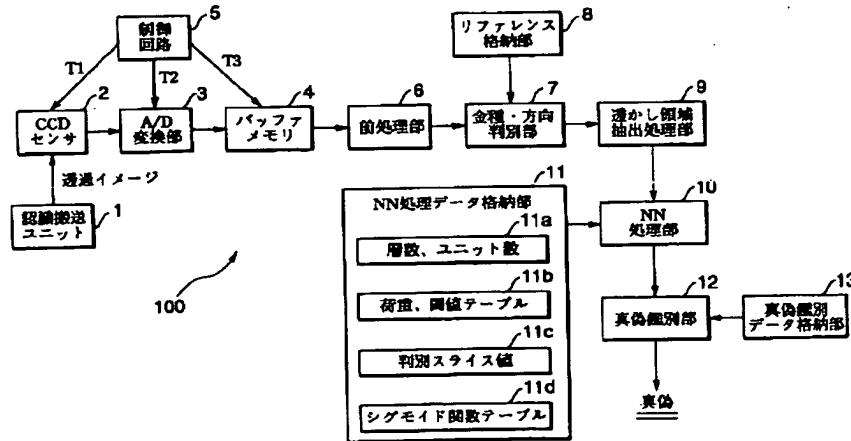 5
制御
回路
T1
T2
T3
2
CCD
センサ
3
A/D
変換部
4
バッファ
メモリ
6
前処理部
8
リファレンス
格納部
7
金種・方向
判別部
9
透かし領域
抽出処理部
透過イメージ
1
認識搬送
ユニット
100
11
NN処理データ格納部
11a
層数、ユニット数
11b
荷重、閾値テーブル
11c
判別スライス値
11d
シグモイド関数テーブル
10
NN
処理部
12
真偽鑑別部
13
真偽鑑別
データ格納部
真偽